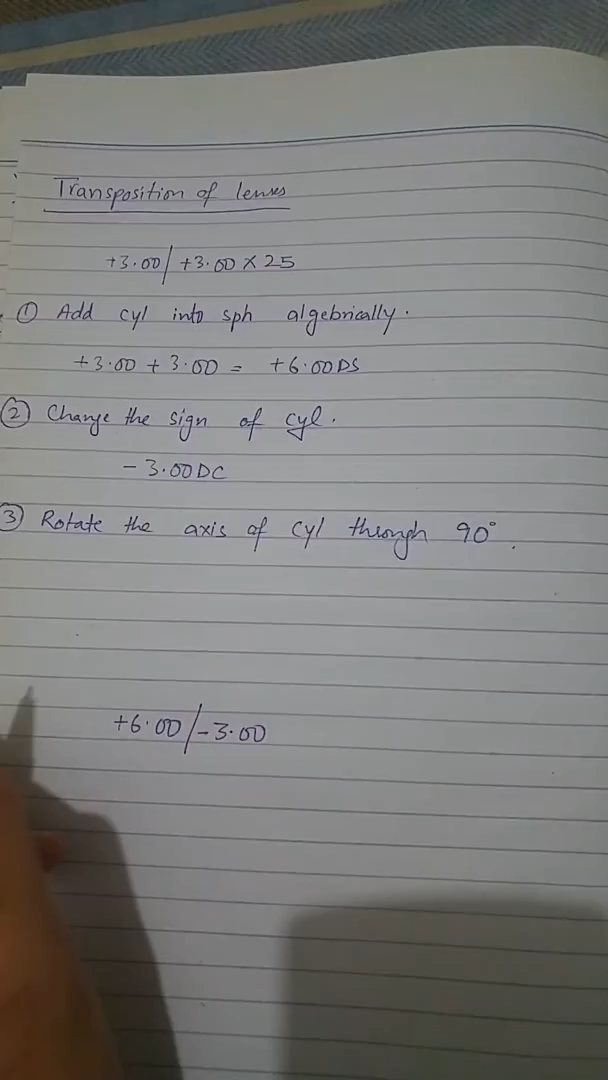 Transposition of lenses
+3.00/+3.00 × 25
① Add cyl into sph algebrically.
+3.00 + 3.00 = +6.00DS
② Change the sign of cyl.
-3.00DC
③ Rotate the axis of cyl through 90°.
+6.00/-3.00